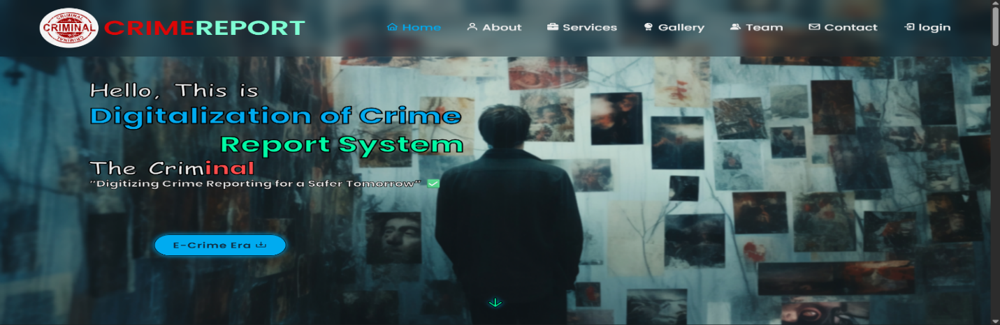 CRIMINAL
CRIMINAL
CRIMINAL
CRIMEREPORT
Home
About
Services
Gallery
Team
Contact
login
Hello, This is
Digitalization of Crime
Report System
The Criminal
"Digitizing Crime Reporting for a Safer Tomorrow" ✅
E-Crime Era